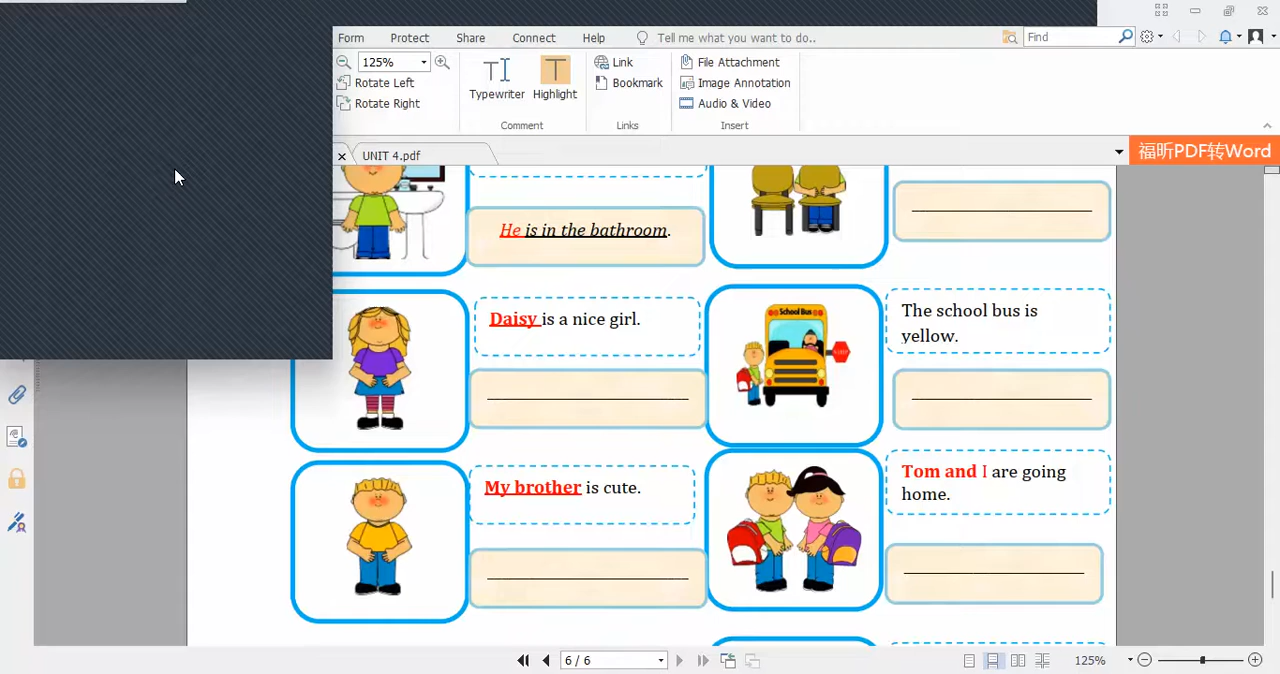 Form Protect Share Connect Help Tell me what you want to do.. Find
125%
Rotate Left
Rotate Right
Typewriter Highlight
Comment
Link
Bookmark
Links
File Attachment
Image Annotation
Audio & Video
Insert
UNIT 4.pdf
福昕PDF转Word
He is in the bathroom.
Daisy is a nice girl.
School Bus
The school bus is
yellow.
My brother is cute.
Tom and I are going
home.
6 / 6
125%